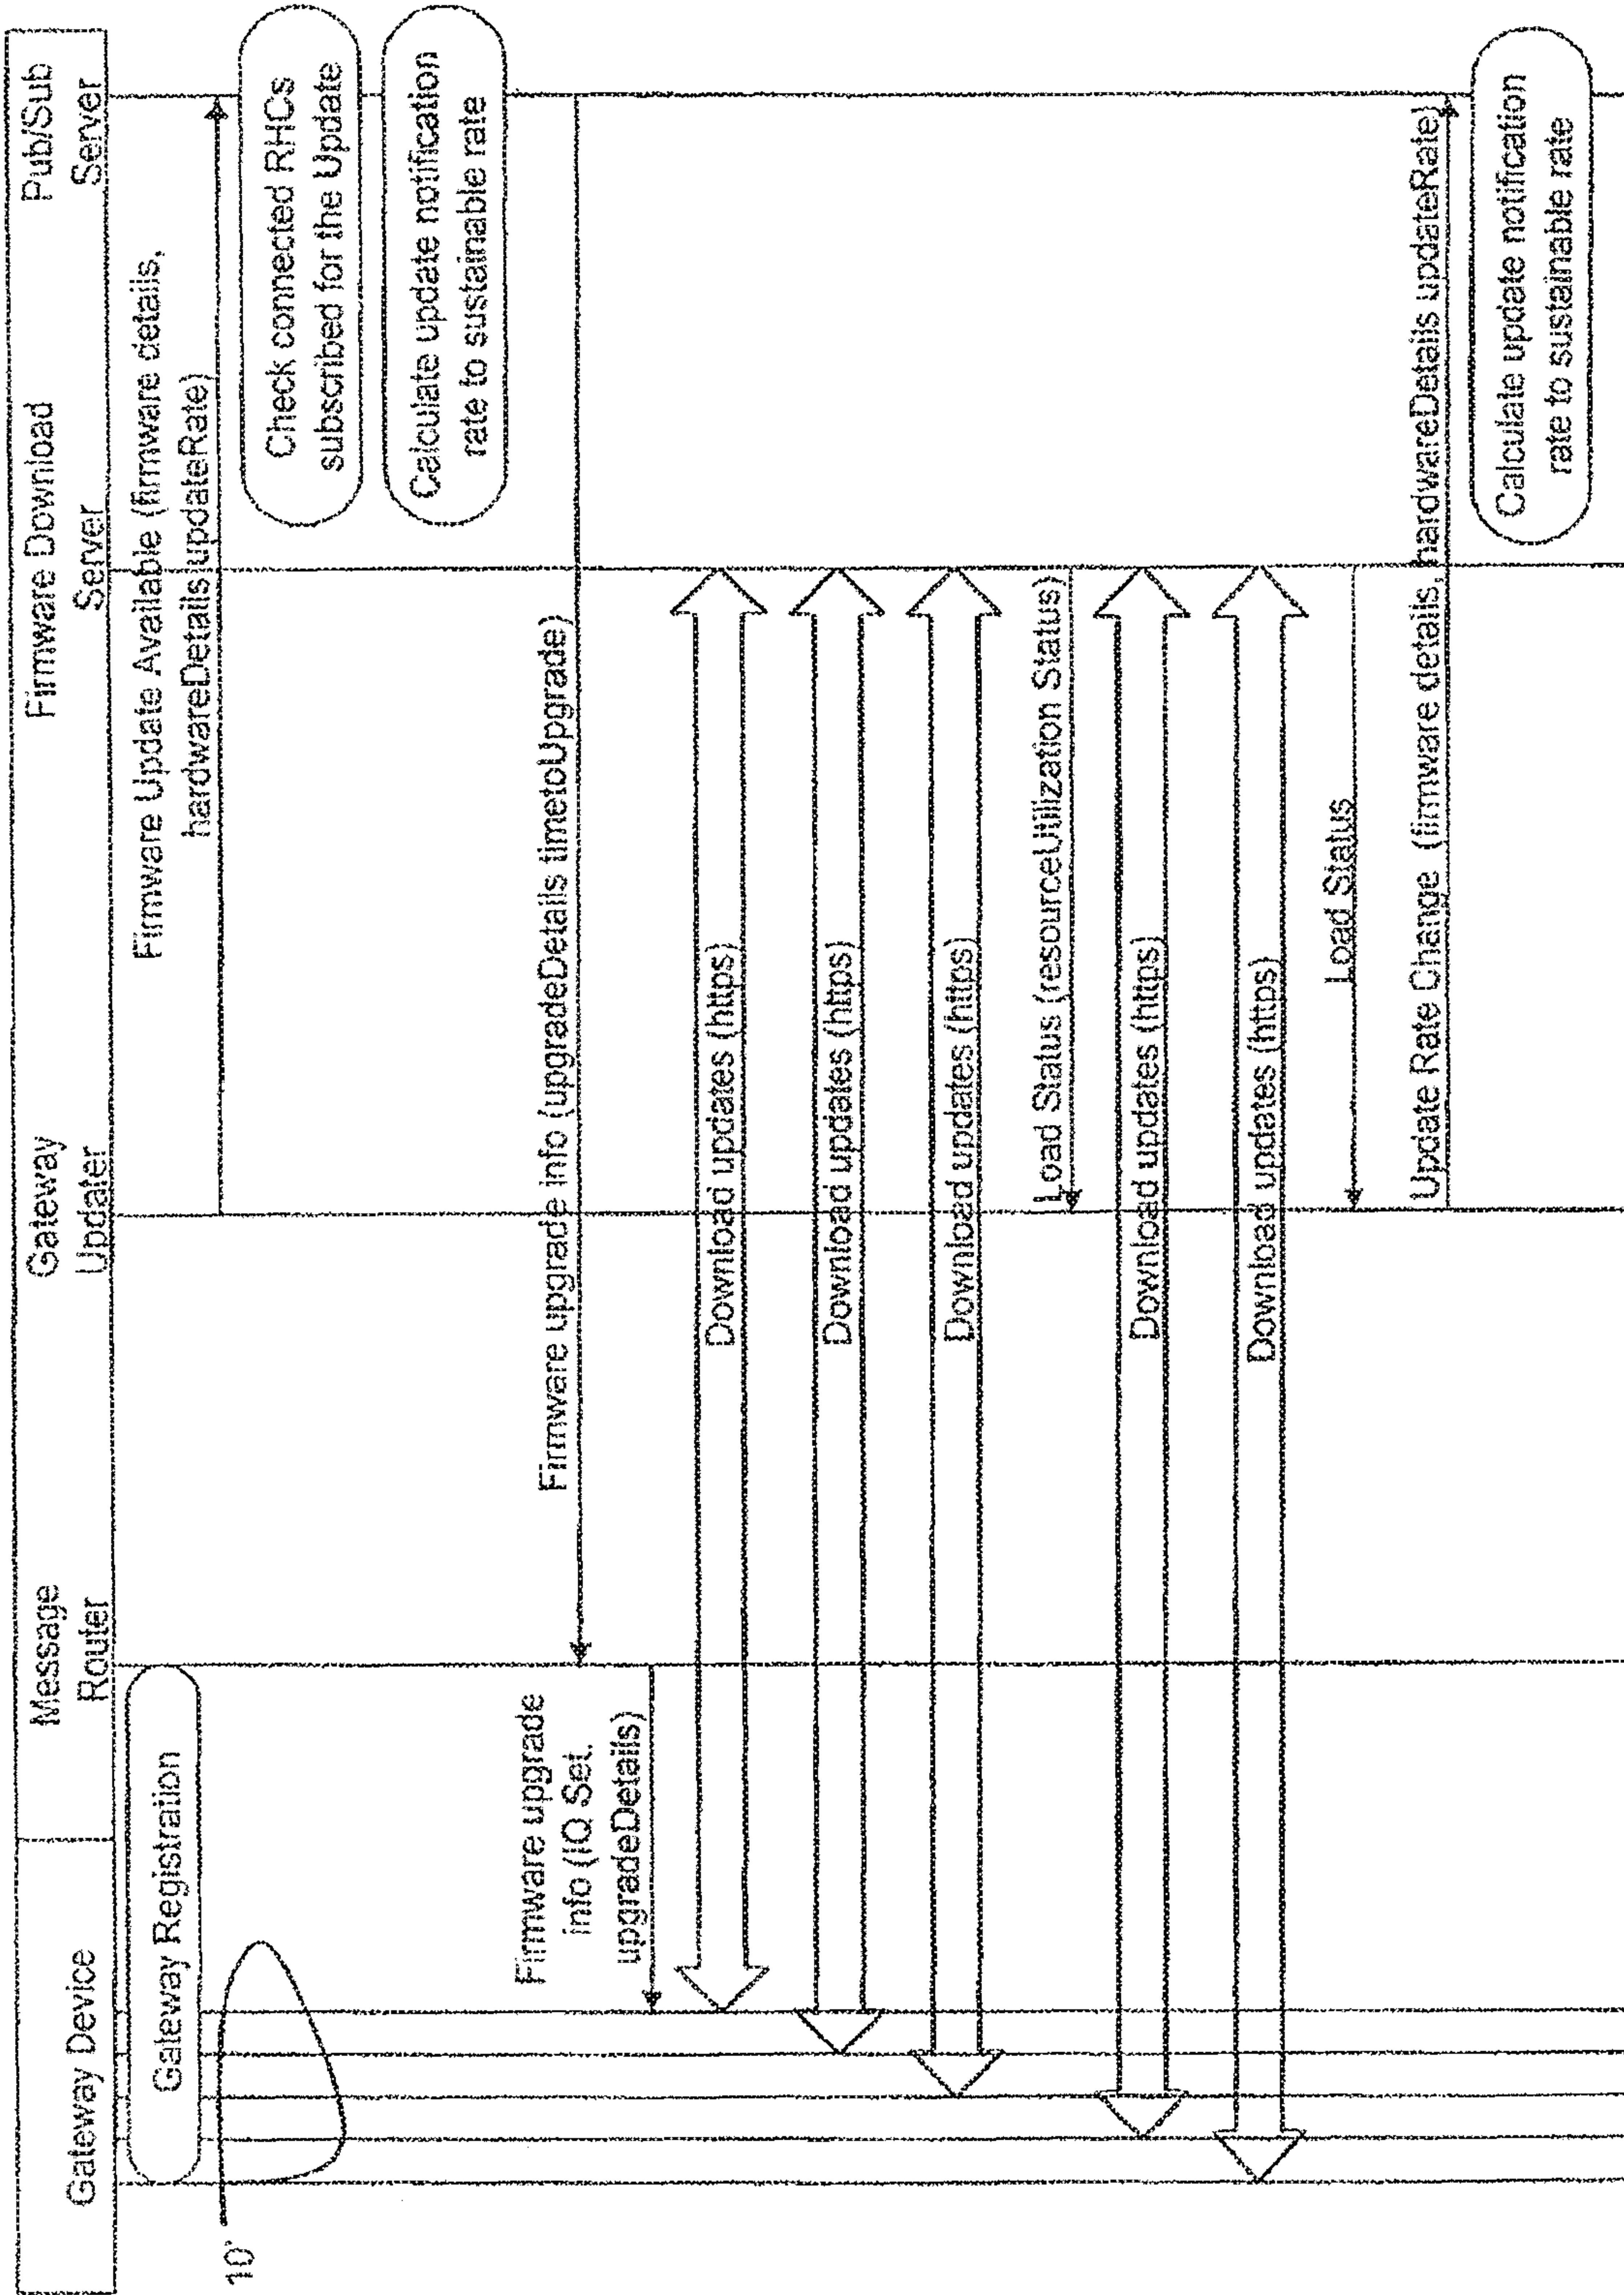 Gateway Device
Message
Router
Gateway
Updater
Firmware Download
Server
Pub/Sub
Server
Gateway Registration
10'
Firmware Update Available (firmware details,
hardwareDetails updateRate)
Check connected RHCs
subscribed for the Update
Calculate update notification
rate to sustainable rate
Firmware upgrade info (upgradeDetails timetoUpgrade)
Firmware upgrade
info (IQ Set.
upgradeDetails)
Download updates (https)
Download updates (https)
Download updates (https)
Load Status (resourceUtilization Status)
Download updates (https)
Download updates (https)
Load Status
Update Rate Change (firmware details, hardwareDetails updateRate)
Calculate update notification
rate to sustainable rate